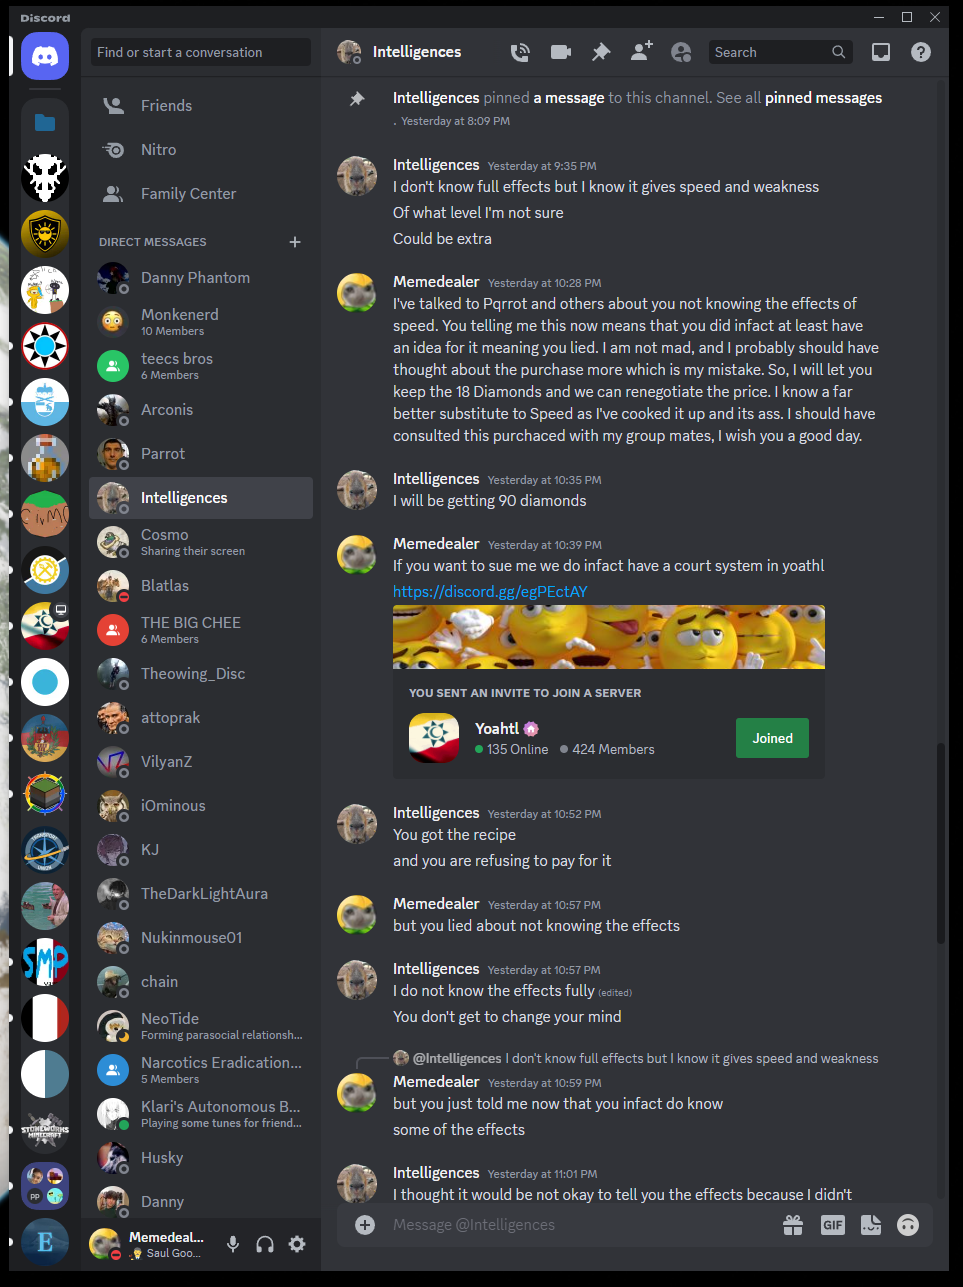 Discord
Find or start a conversation
Friends
Nitro
Family Center
DIRECT MESSAGES
Danny Phantom
Monkenerd
10 Members
teecs bros
6 Members
Arconis
Parrot
Intelligences
Cosmo
Sharing their screen
Blatlas
THE BIG CHEE
6 Members
Theowing_Disc
attoprak
VilyanZ
iOminous
KJ
TheDarkLightAura
Nukinmouse01
chain
NeoTide
Forming parasocial relationsh...
Narcotics Eradication...
5 Members
Klari's Autonomous B...
Playing some tunes for friend...
Husky
Danny
Memedeal...
Saul Goo...
Intelligences
Search
Intelligences pinned a message to this channel. See all pinned messages
. Yesterday at 8:09 PM
Intelligences Yesterday at 9:35 PM
I don't know full effects but I know it gives speed and weakness
Of what level I'm not sure
Could be extra
Memedealer Yesterday at 10:28 PM
I've talked to Pqrrot and others about you not knowing the effects of
speed. You telling me this now means that you did infact at least have
an idea for it meaning you lied. I am not mad, and I probably should have
thought about the purchase more which is my mistake. So, I will let you
keep the 18 Diamonds and we can renegotiate the price. I know a far
better substitute to Speed as I've cooked it up and its ass. I should have
consulted this purchaced with my group mates, I wish you a good day.
Intelligences Yesterday at 10:35 PM
I will be getting 90 diamonds
Memedealer Yesterday at 10:39 PM
If you want to sue me we do infact have a court system in yoathl
https://discord.gg/egPEctAY
YOU SENT AN INVITE TO JOIN A SERVER
Yoahtl
135 Online 424 Members
Joined
Intelligences Yesterday at 10:52 PM
You got the recipe
and you are refusing to pay for it
Memedealer Yesterday at 10:57 PM
but you lied about not knowing the effects
Intelligences Yesterday at 10:57 PM
I do not know the effects fully (edited)
You don't get to change your mind
@Intelligences I don't know full effects but I know it gives speed and weakness
Memedealer Yesterday at 10:59 PM
but you just told me now that you infact do know
some of the effects
Intelligences Yesterday at 11:01 PM
I thought it would be not okay to tell you the effects because I didn't
Message @Intelligences
GIF
CivMC
SMP
STONEWORKS
MINECRAFT
PP
E